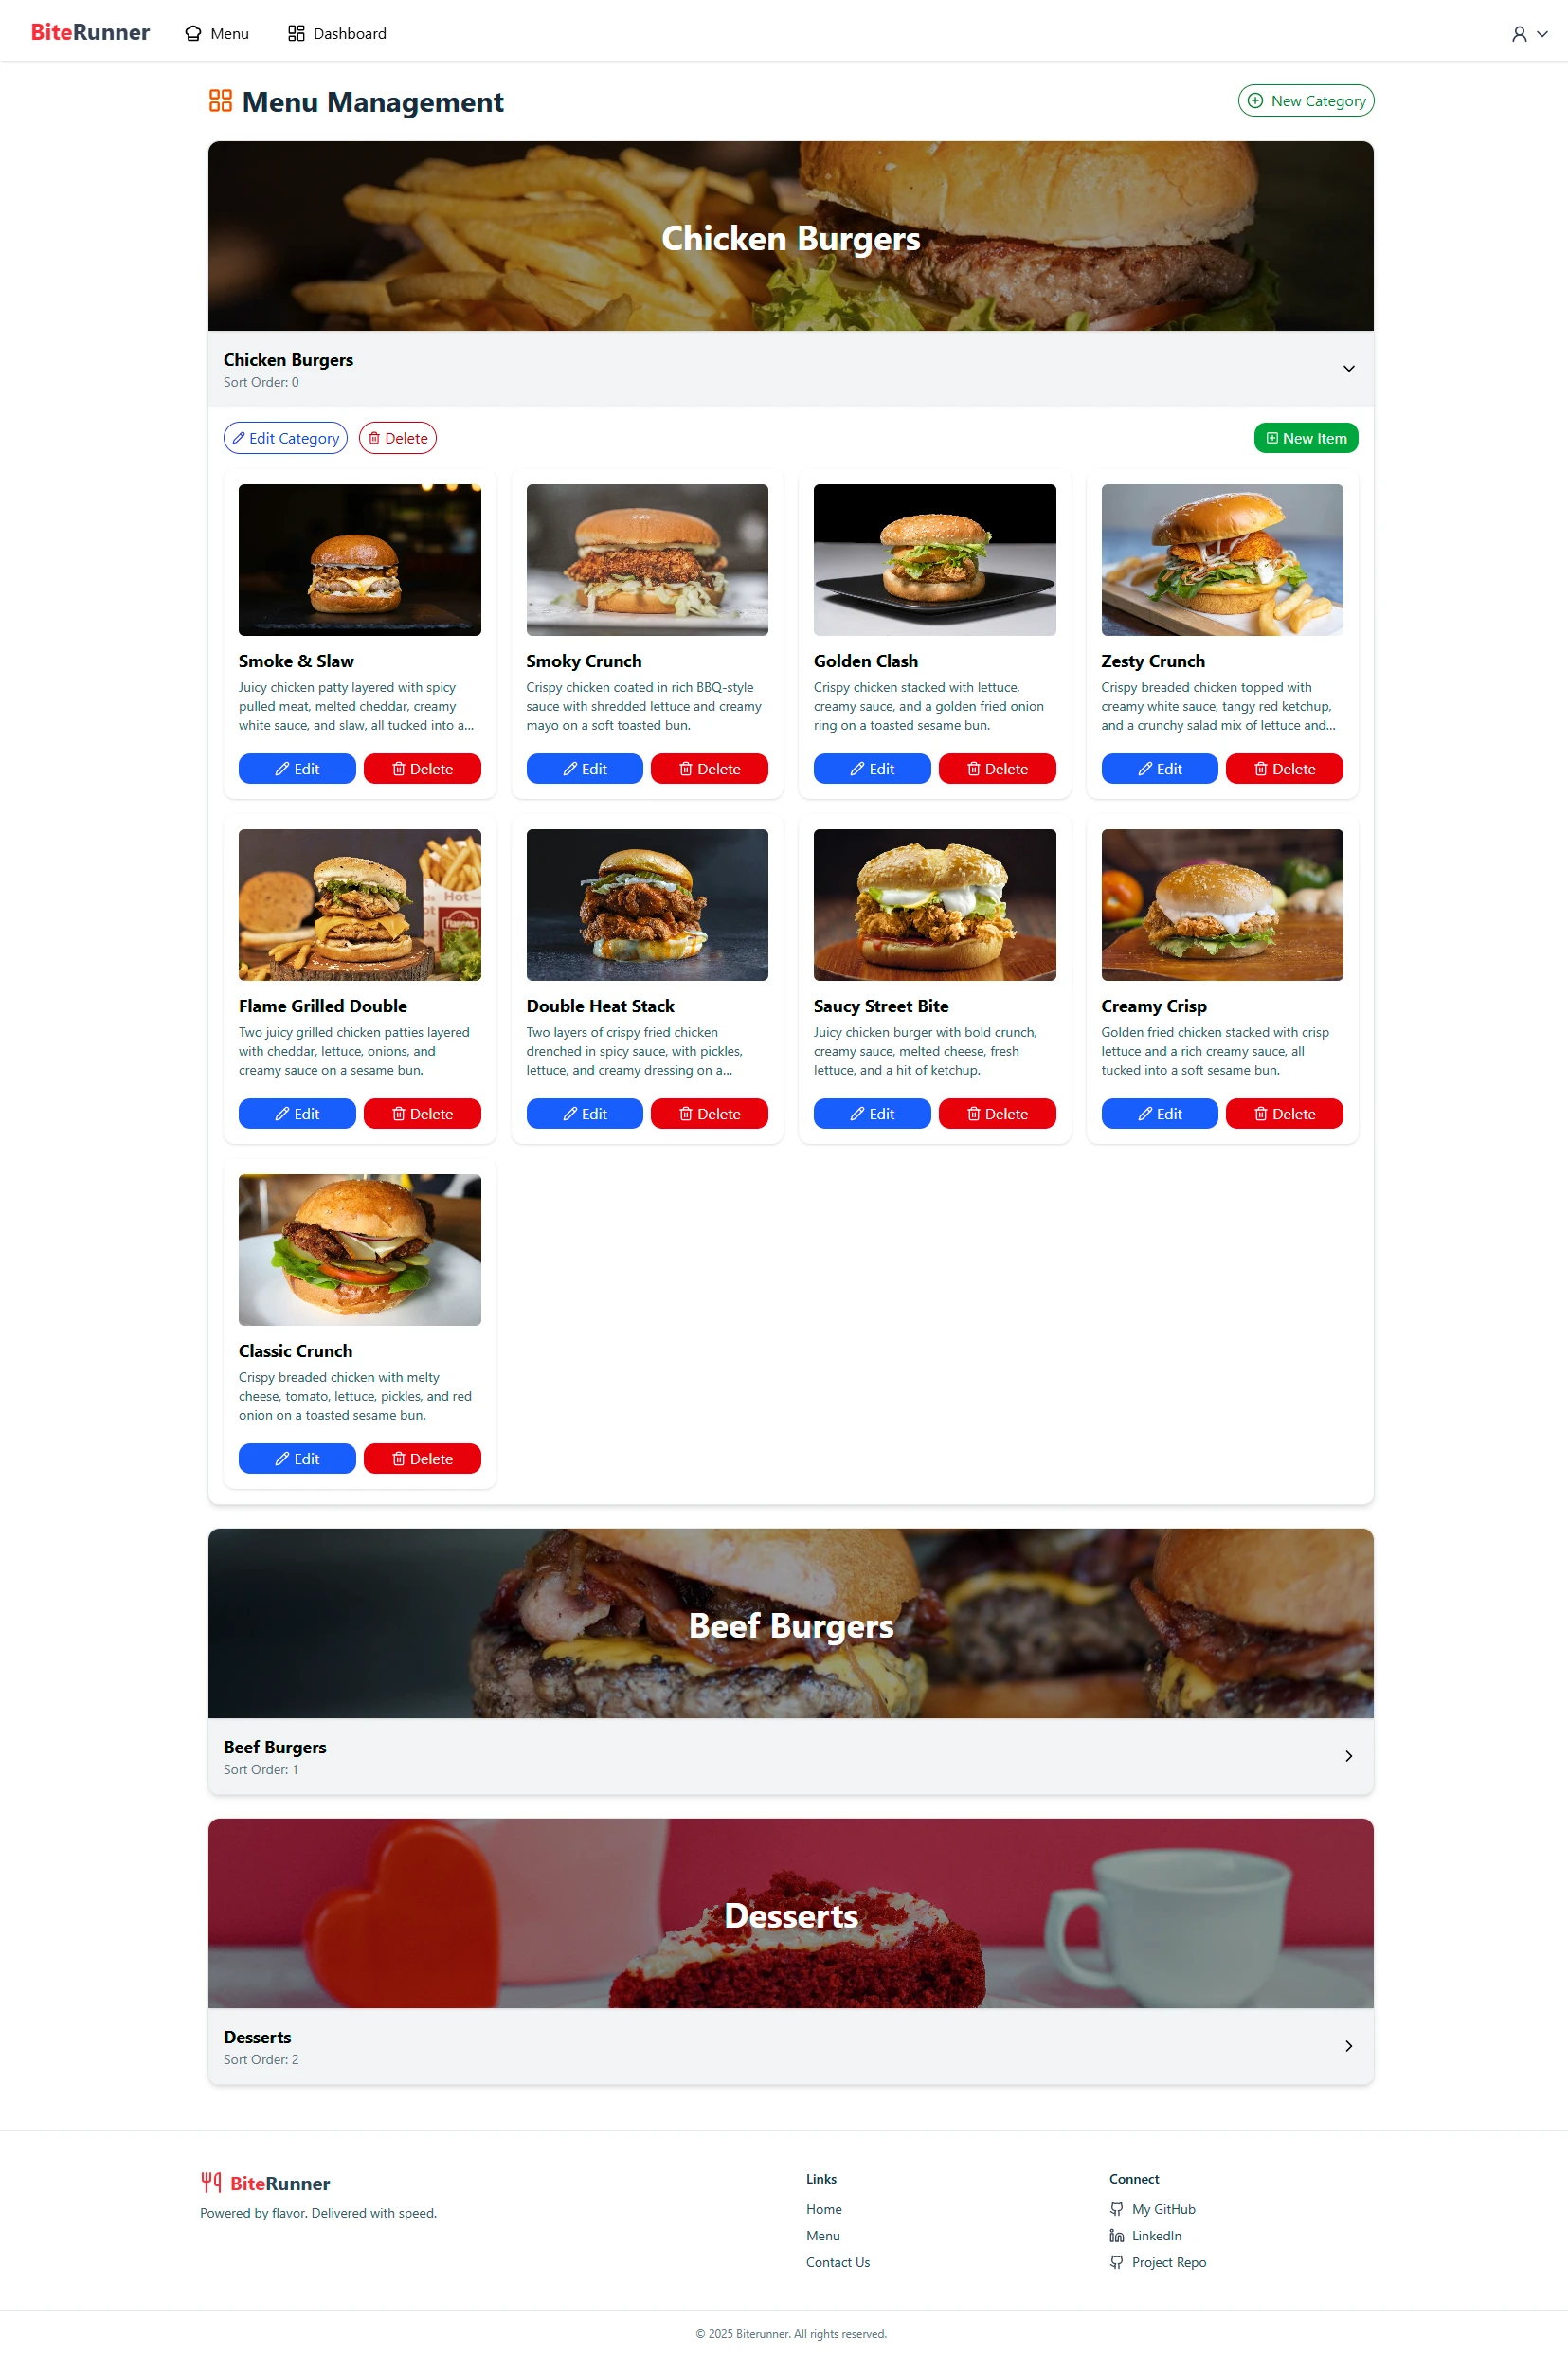 BiteRunner
Menu
Dashboard
Menu Management
New Category
Chicken Burgers
Chicken Burgers
Sort Order: 0
Edit Category
Delete
New Item
Smoke & Slaw
Juicy chicken patty layered with spicy
pulled meat, melted cheddar, creamy
white sauce, and slaw, all tucked into a...
Edit
Delete
Smoky Crunch
Crispy chicken coated in rich BBQ-style
sauce with shredded lettuce and creamy
mayo on a soft toasted bun.
Edit
Delete
Golden Clash
Crispy chicken stacked with lettuce,
creamy sauce, and a golden fried onion
ring on a toasted sesame bun.
Edit
Delete
Zesty Crunch
Crispy breaded chicken topped with
creamy white sauce, tangy red ketchup,
and a crunchy salad mix of lettuce and...
Edit
Delete
Hot
Flame Grilled Double
Two juicy grilled chicken patties layered
with cheddar, lettuce, onions, and
creamy sauce on a sesame bun.
Edit
Delete
Double Heat Stack
Two layers of crispy fried chicken
drenched in spicy sauce, with pickles,
lettuce, and creamy dressing on a...
Edit
Delete
Saucy Street Bite
Juicy chicken burger with bold crunch,
creamy sauce, melted cheese, fresh
lettuce, and a hit of ketchup.
Edit
Delete
Creamy Crisp
Golden fried chicken stacked with crisp
lettuce and a rich creamy sauce, all
tucked into a soft sesame bun.
Edit
Delete
Classic Crunch
Crispy breaded chicken with melty
cheese, tomato, lettuce, pickles, and red
onion on a toasted sesame bun.
Edit
Delete
Beef Burgers
Beef Burgers
Sort Order: 1
Desserts
Desserts
Sort Order: 2
BiteRunner
Powered by flavor. Delivered with speed.
Links
Home
Menu
Contact Us
Connect
My GitHub
LinkedIn
Project Repo
© 2025 Biterunner. All rights reserved.